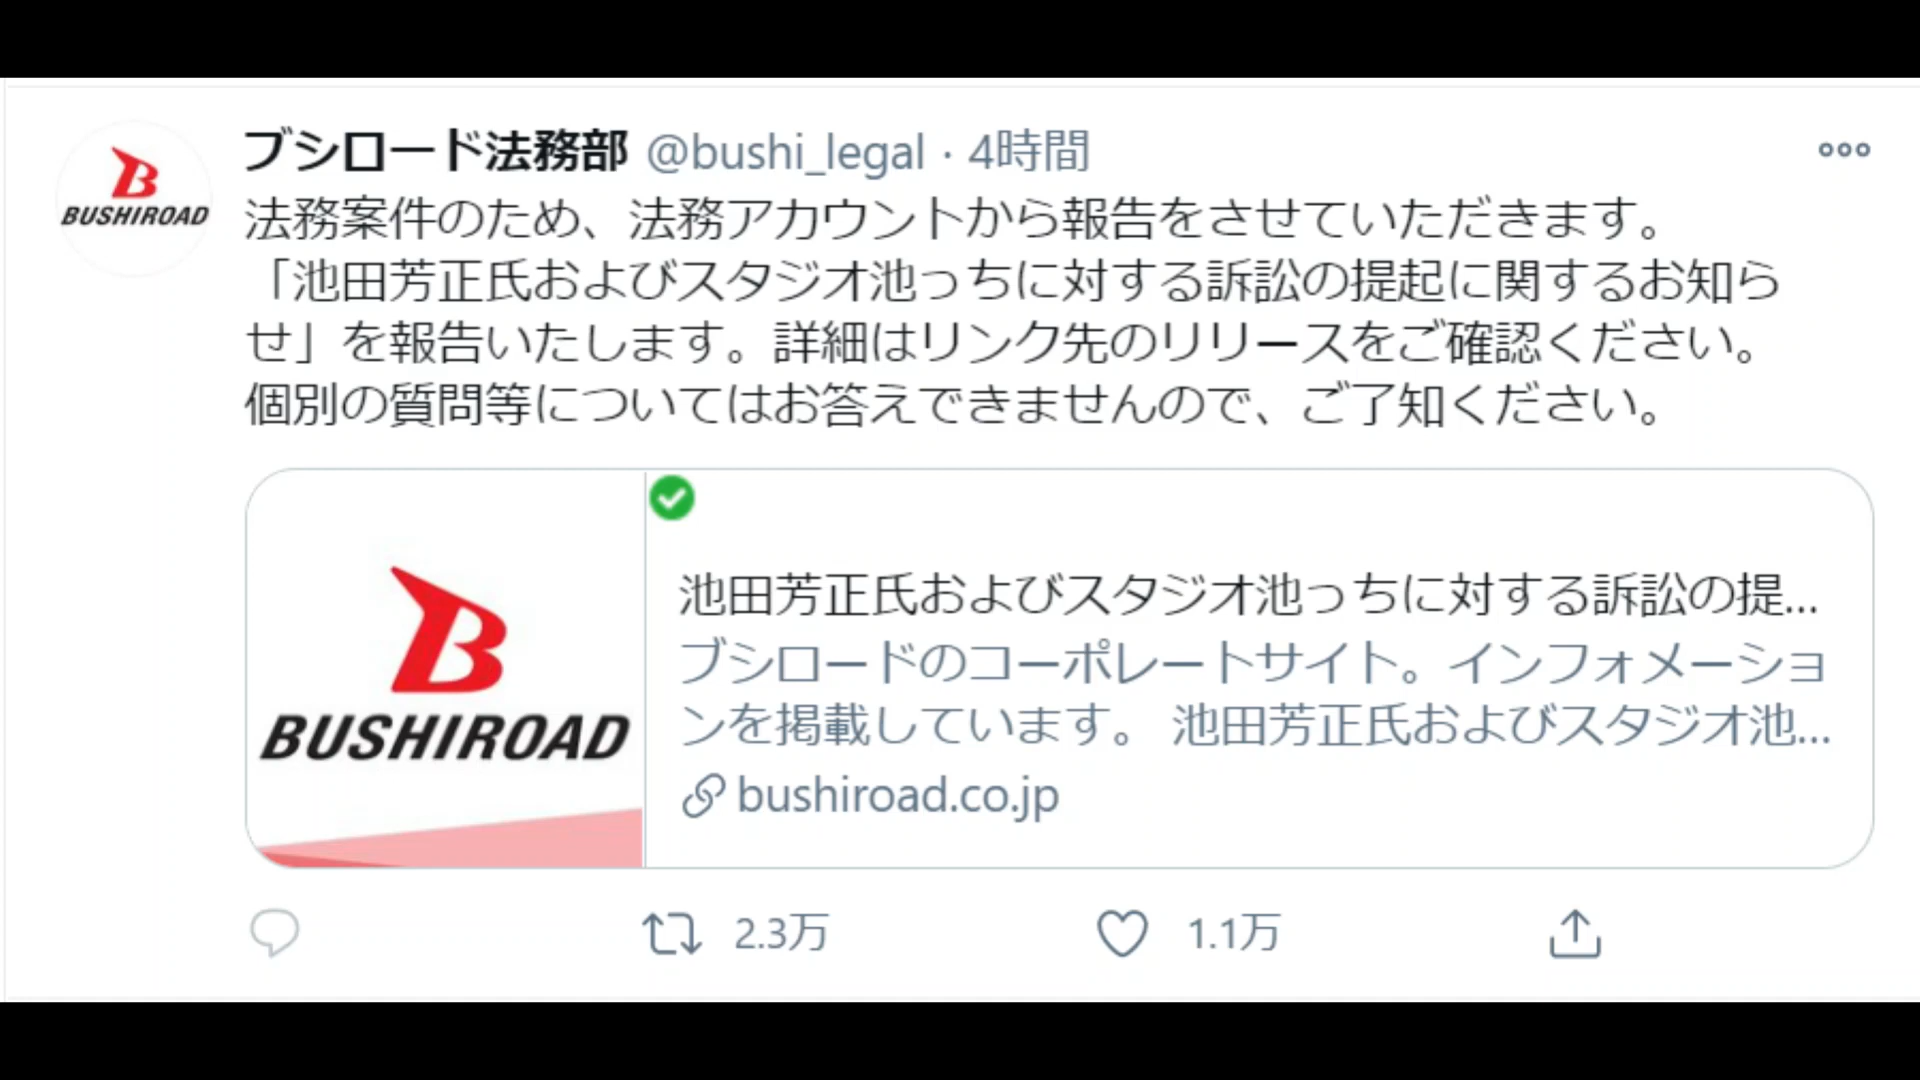 ブシロード法務部 @bushi_legal · 4時間
BUSHIROAD
法務案件のため、法務アカウントから報告をさせていただきます。
「池田芳正氏およびスタジオ池っちに対する訴訟の提起に関するお知ら
せ」を報告いたします。詳細はリンク先のリリースをご確認ください。
個別の質問等についてはお答えできませんので、ご了知ください。
BUSHIROAD
池田芳正氏およびスタジオ池っちに対する訴訟の提...
ブシロードのコーポレートサイト。インフォメーショ
ンを掲載しています。 池田芳正氏およびスタジオ池...
bushiroad.co.jp
2.3万
1.1万